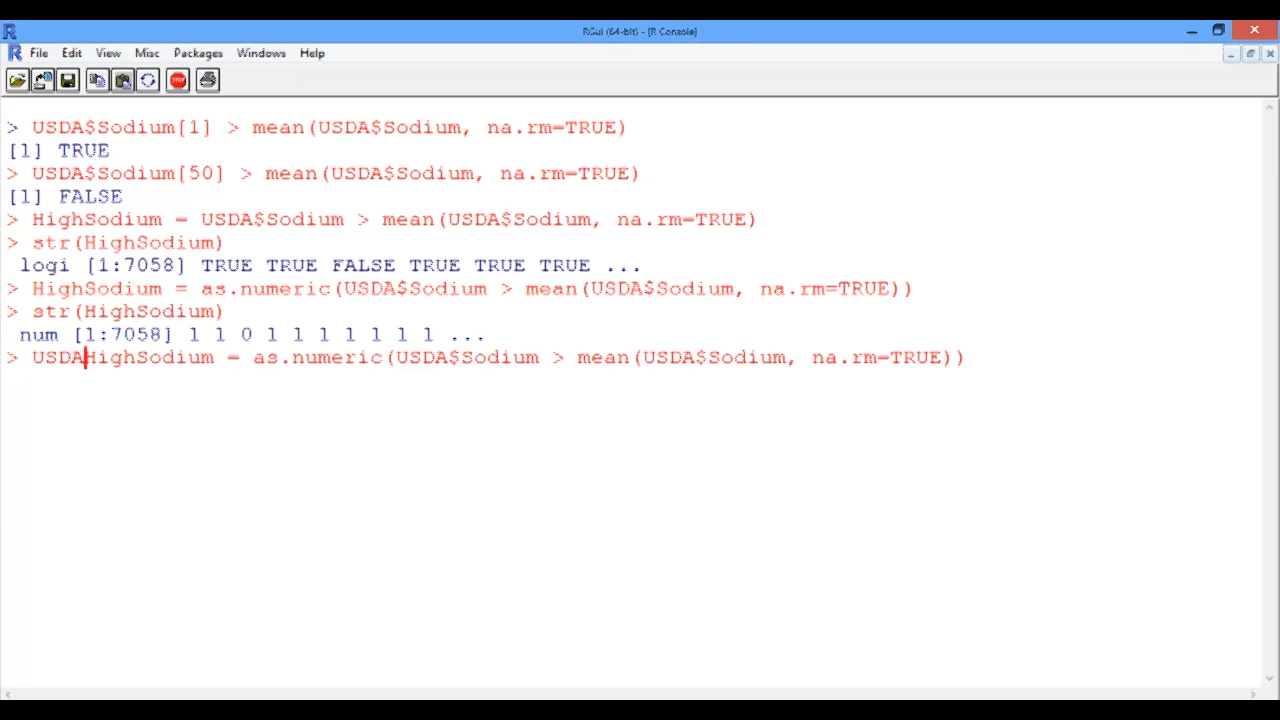 RGui (64-bit) - [R Console]
File Edit View Misc Packages Windows Help
STOP
> USDA$Sodium[1] > mean(USDA$Sodium, na.rm=TRUE)
[1] TRUE
> USDA$Sodium[50] > mean(USDA$Sodium, na.rm=TRUE)
[1] FALSE
> HighSodium = USDA$Sodium > mean(USDA$Sodium, na.rm=TRUE)
> str(HighSodium)
logi [1:7058] TRUE TRUE FALSE TRUE TRUE TRUE ...
> HighSodium = as.numeric(USDA$Sodium > mean(USDA$Sodium, na.rm=TRUE))
> str(HighSodium)
num [1:7058] 1 1 0 1 1 1 1 1 1 1 ...
> USDAHighSodium = as.numeric(USDA$Sodium > mean(USDA$Sodium, na.rm=TRUE))